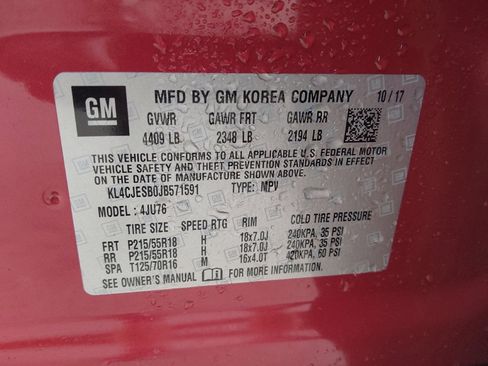 GM MFD BY GM KOREA COMPANY 10/17
GVWR GAWR FRT GAWR RR
4409 LB 2348 LB 2194 LB
THIS VEHICLE CONFORMS TO ALL APPLICABLE U.S. FEDERAL MOTOR
VEHICLE SAFETY AND THEFT PREVENTION STANDARDS IN EFFECT
ON THE DATE OF MANUFACTURE SHOWN ABOVE.
KL4CJESB0JB571591 TYPE: MPV
MODEL: 4JU76
TIRE SIZE SPEED RTG RIM COLD TIRE PRESSURE
FRT P215/55R18 H 18x7.0J 240KPA, 35 PSI
RR P215/55R18 H 18x7.0J 240KPA, 35 PSI
SPA T125/70R16 M 16x4.0T 420KPA, 60 PSI
SEE OWNER'S MANUAL FOR MORE INFORMATION.